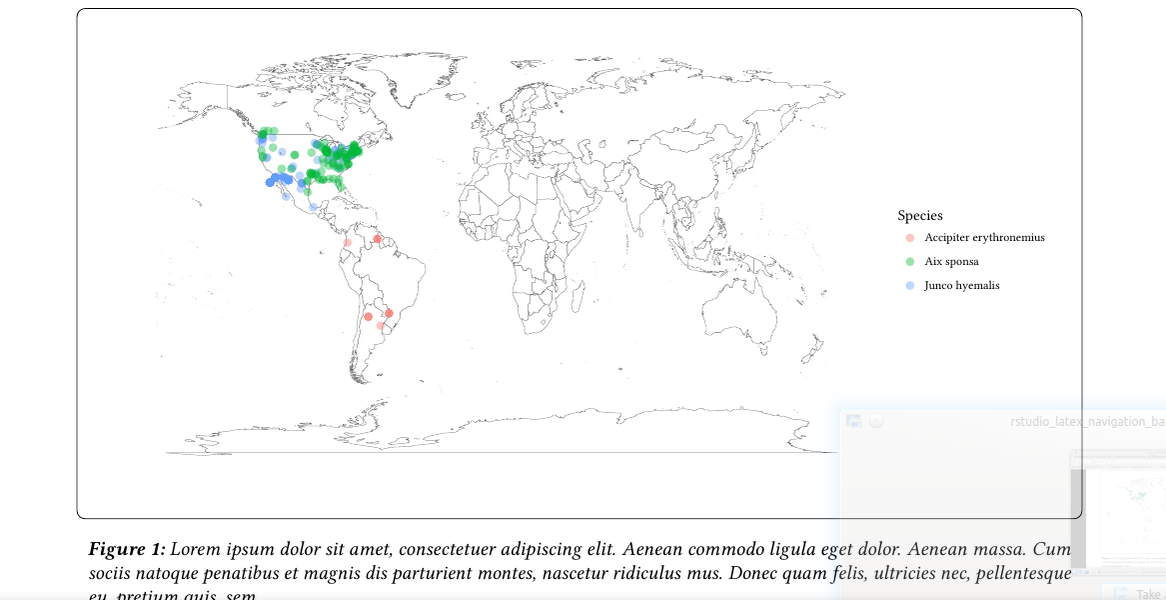 Species
Accipiter erythronemius
Aix sponsa
Junco hyemalis
rstudio_latex_navigation_ba
Figure 1: Lorem ipsum dolor sit amet, consectetuer adipiscing elit. Aenean commodo ligula eget dolor. Aenean massa. Cum
sociis natoque penatibus et magnis dis parturient montes, nascetur ridiculus mus. Donec quam felis, ultricies nec, pellentesque
eu, pretium quis, sem
Take